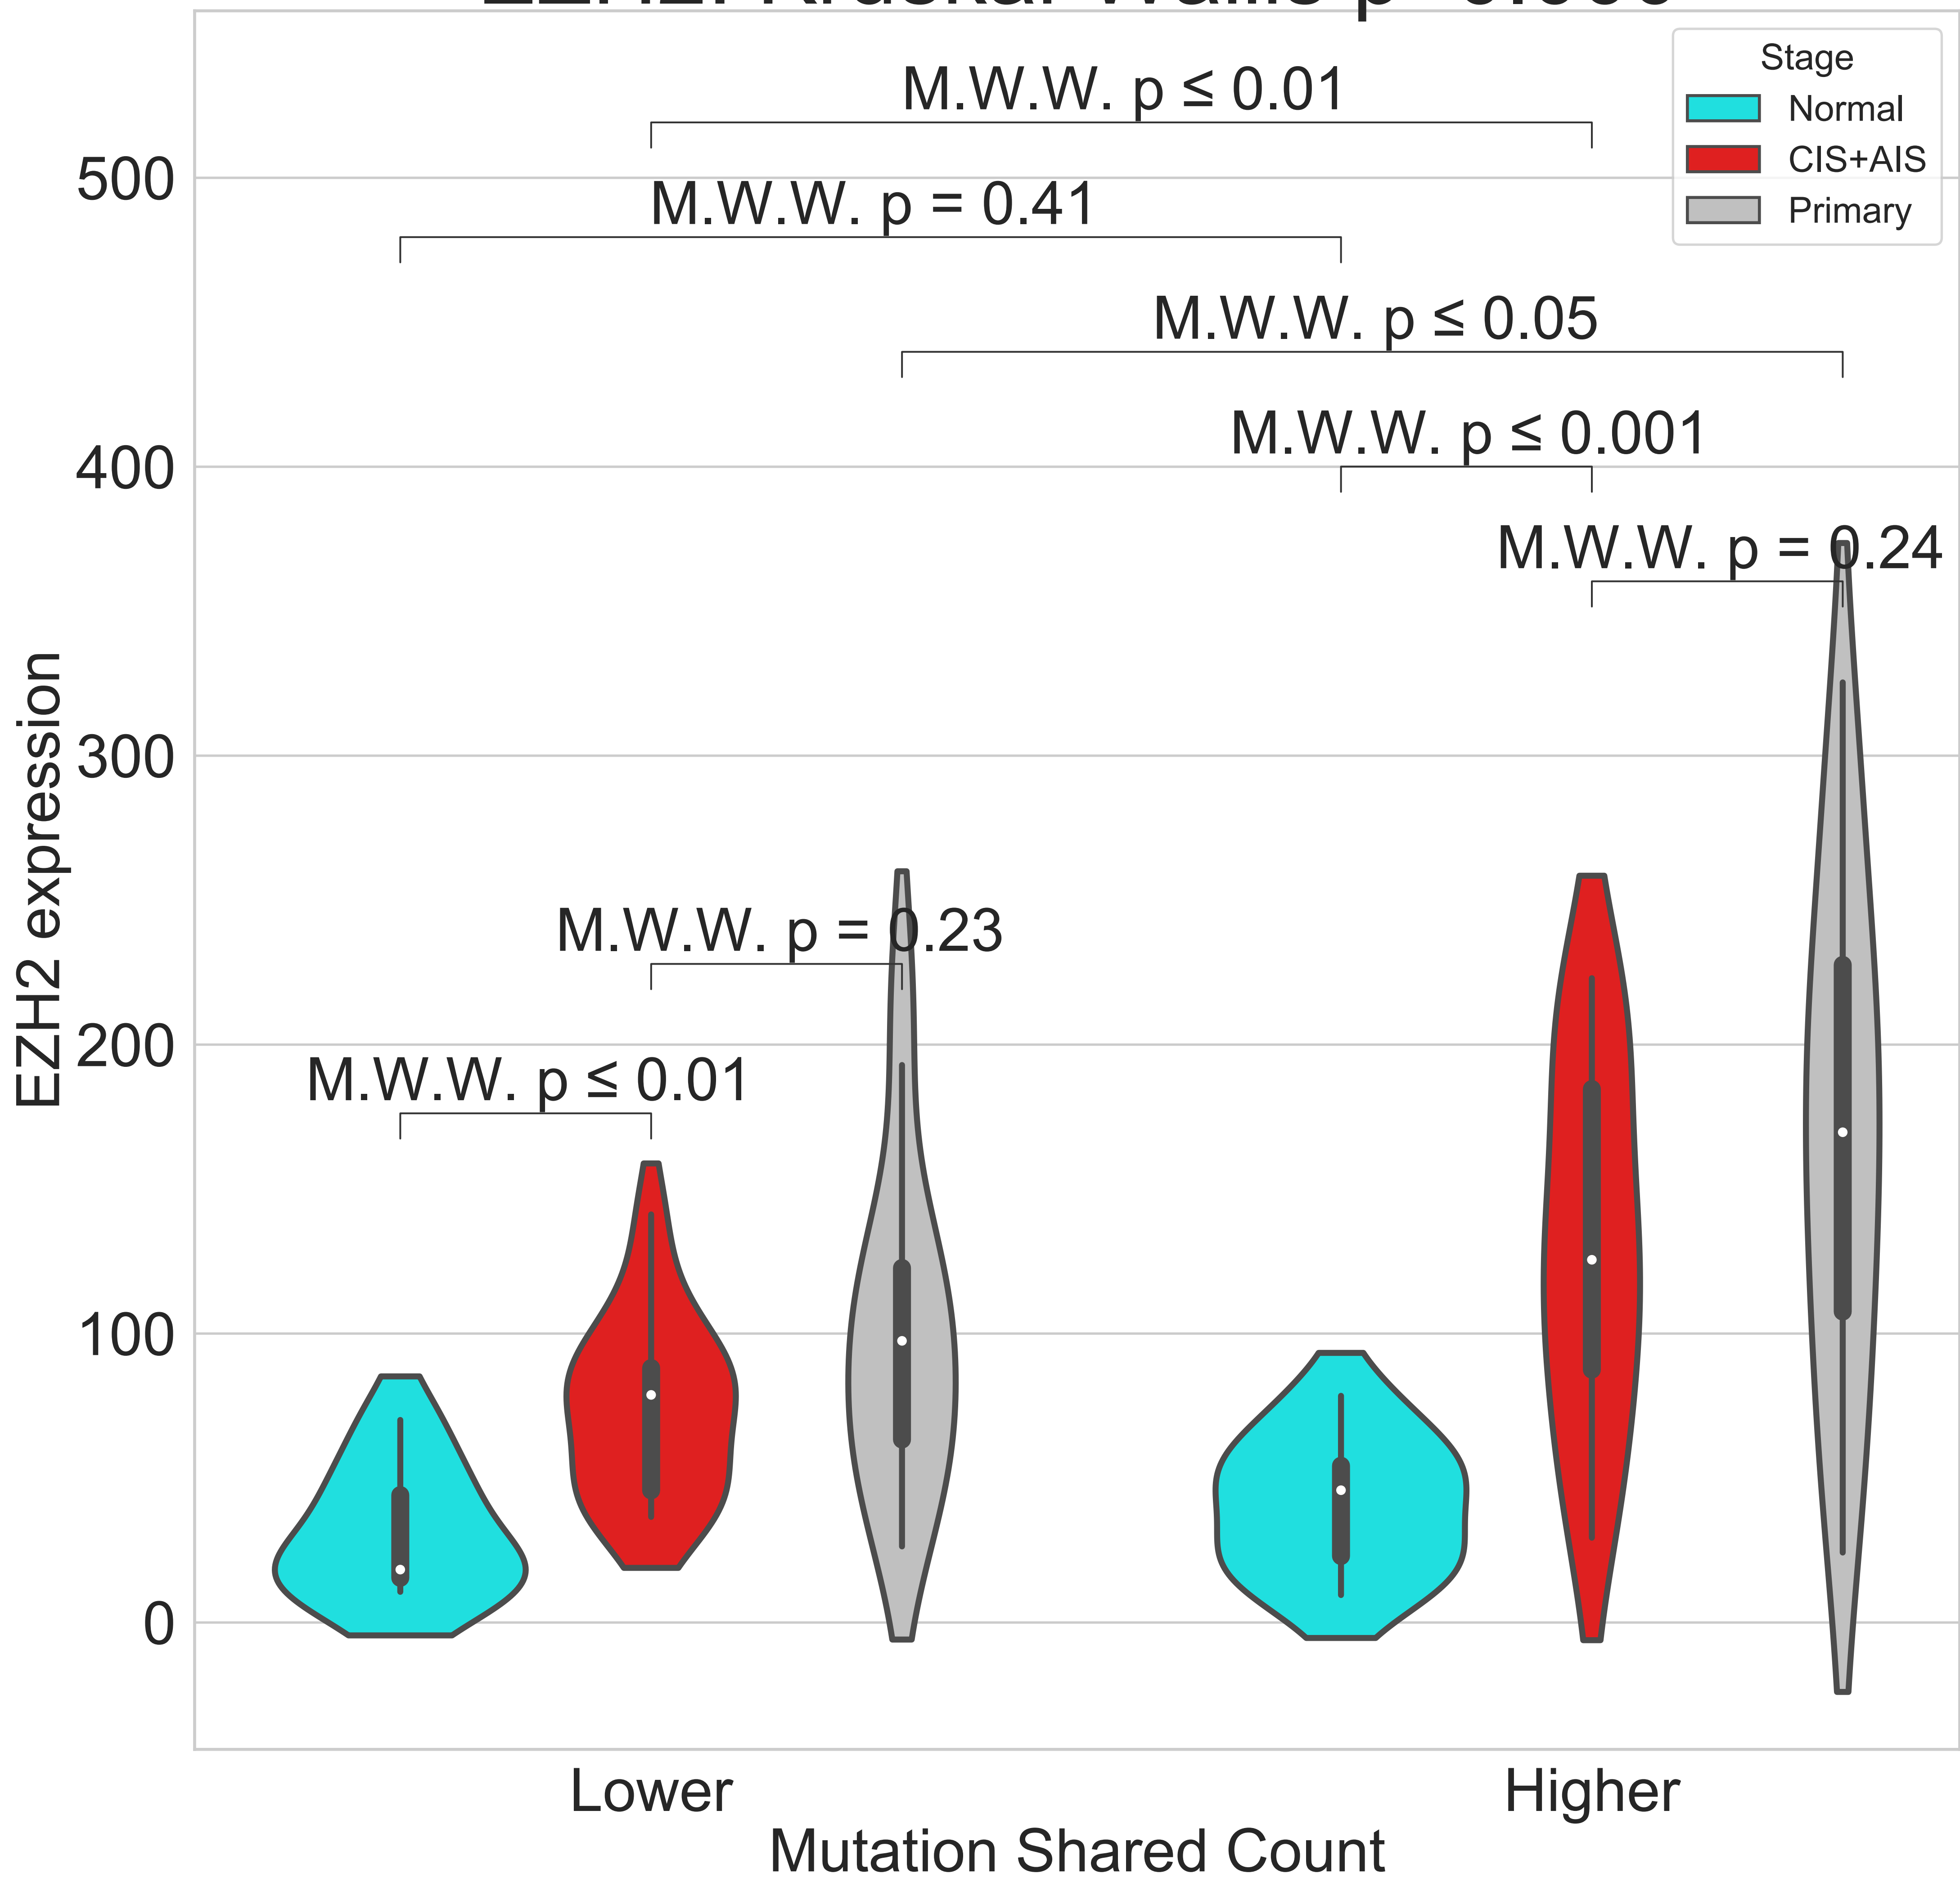 Stage
Normal
CIS+AIS
Primary
M.W.W. p ≤ 0.01
M.W.W. p = 0.41
M.W.W. p ≤ 0.05
M.W.W. p ≤ 0.001
M.W.W. p = 0.24
M.W.W. p = 0.23
M.W.W. p ≤ 0.01
500
400
300
200
100
0
EZH2 expression
Lower
Higher
Mutation Shared Count